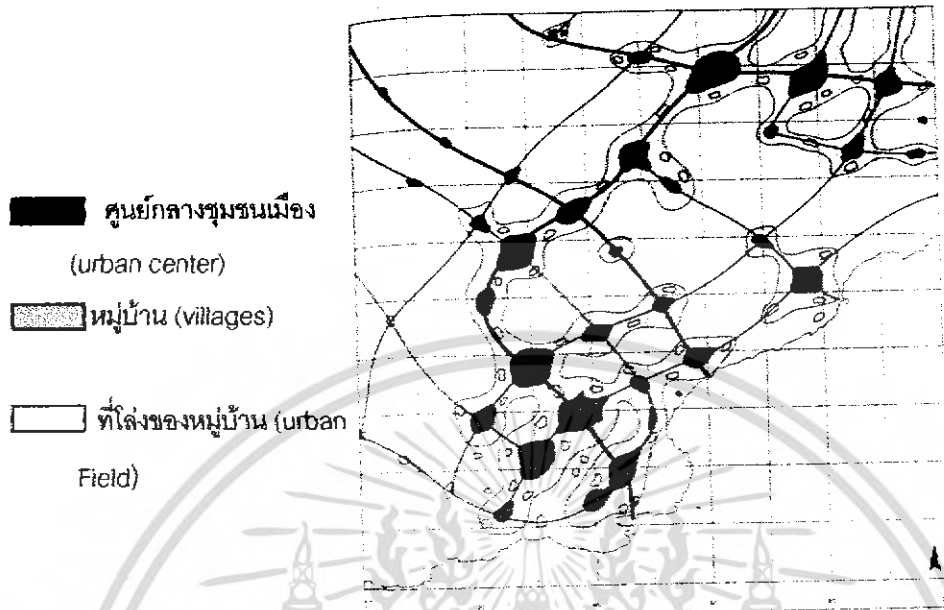 ศูนย์กลางชุมชนเมือง
(urban center)
หมู่บ้าน (villages)
ที่โล่งของหมู่บ้าน (urban
Field)